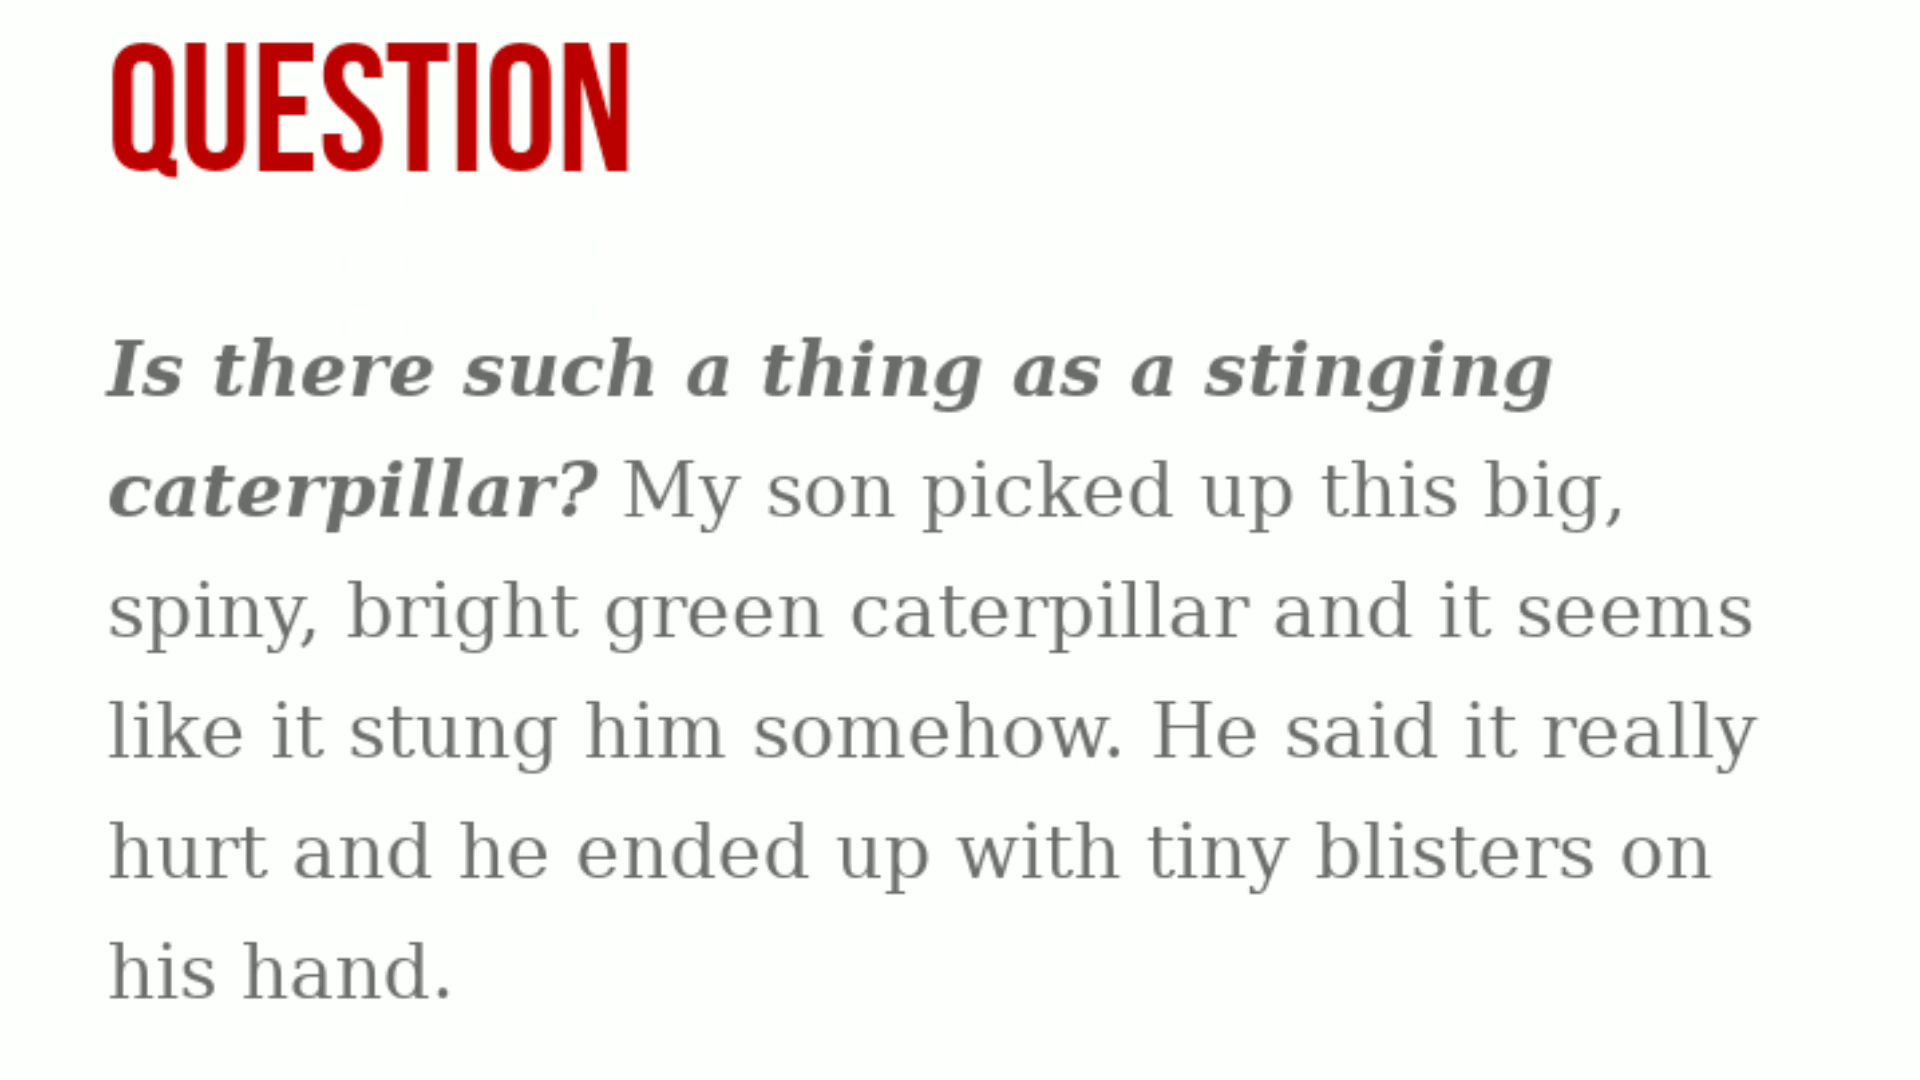 QUESTION
Is there such a thing as a stinging
caterpillar? My son picked up this big,
spiny, bright green caterpillar and it seems
like it stung him somehow. He said it really
hurt and he ended up with tiny blisters on
his hand.